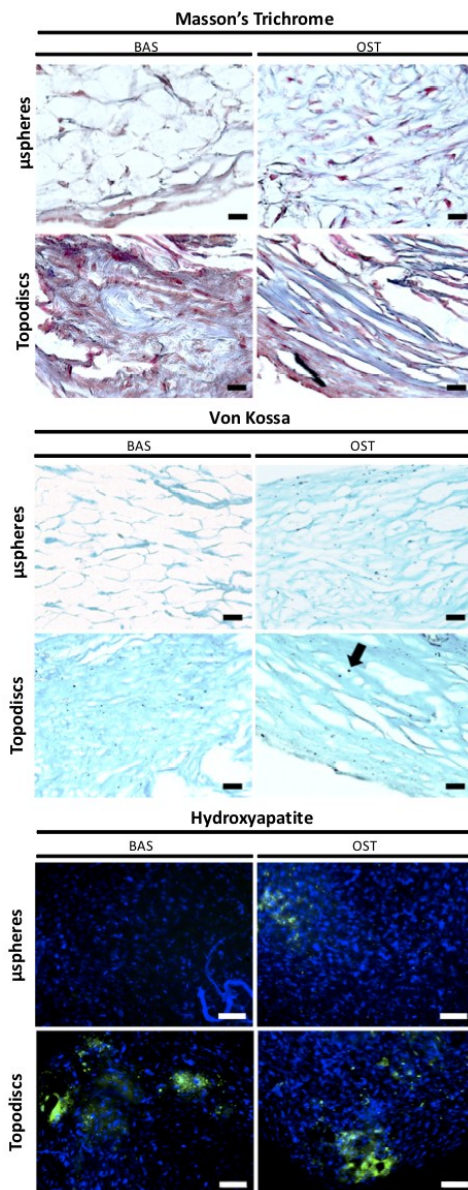 Masson's Trichrome
BAS OST
µspheres
Topodiscs
Von Kossa
BAS OST
µspheres
Topodiscs
Hydroxyapatite
BAS OST
µspheres
Topodiscs